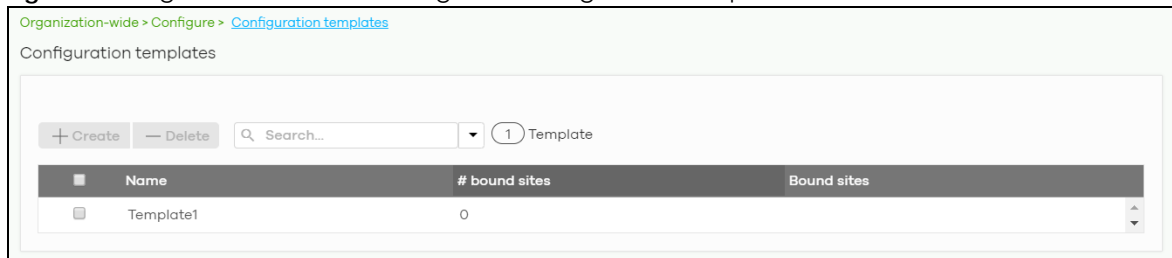 Organization-wide > Configure > Configuration templates
Configuration templates
+ Create — Delete Search... 1 Template
Name # bound sites Bound sites
Template1 0